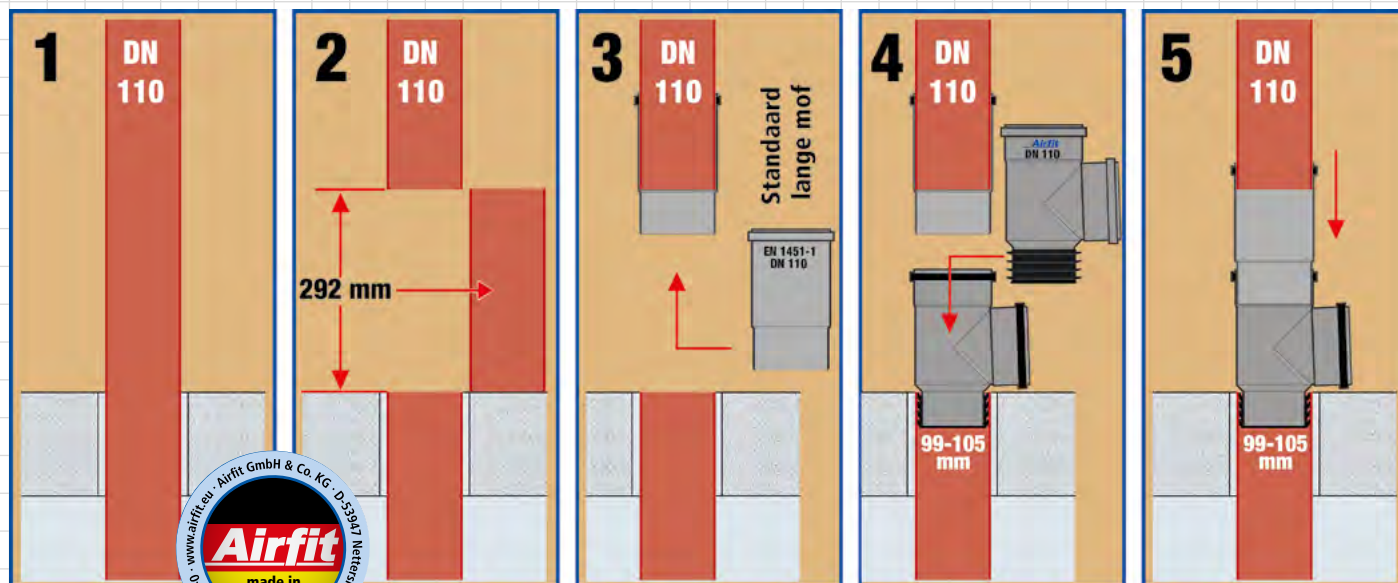 1
DN
110
2
DN
110
292 mm
3
DN
110
Standaard
lange mof
EN 1451-1
DN 110
4
DN
110
Airfit
DN 110
99-105
mm
5
DN
110
99-105
mm
www.airfit.eu · Airfit GmbH & Co. KG · D-53947
Airfit
made in